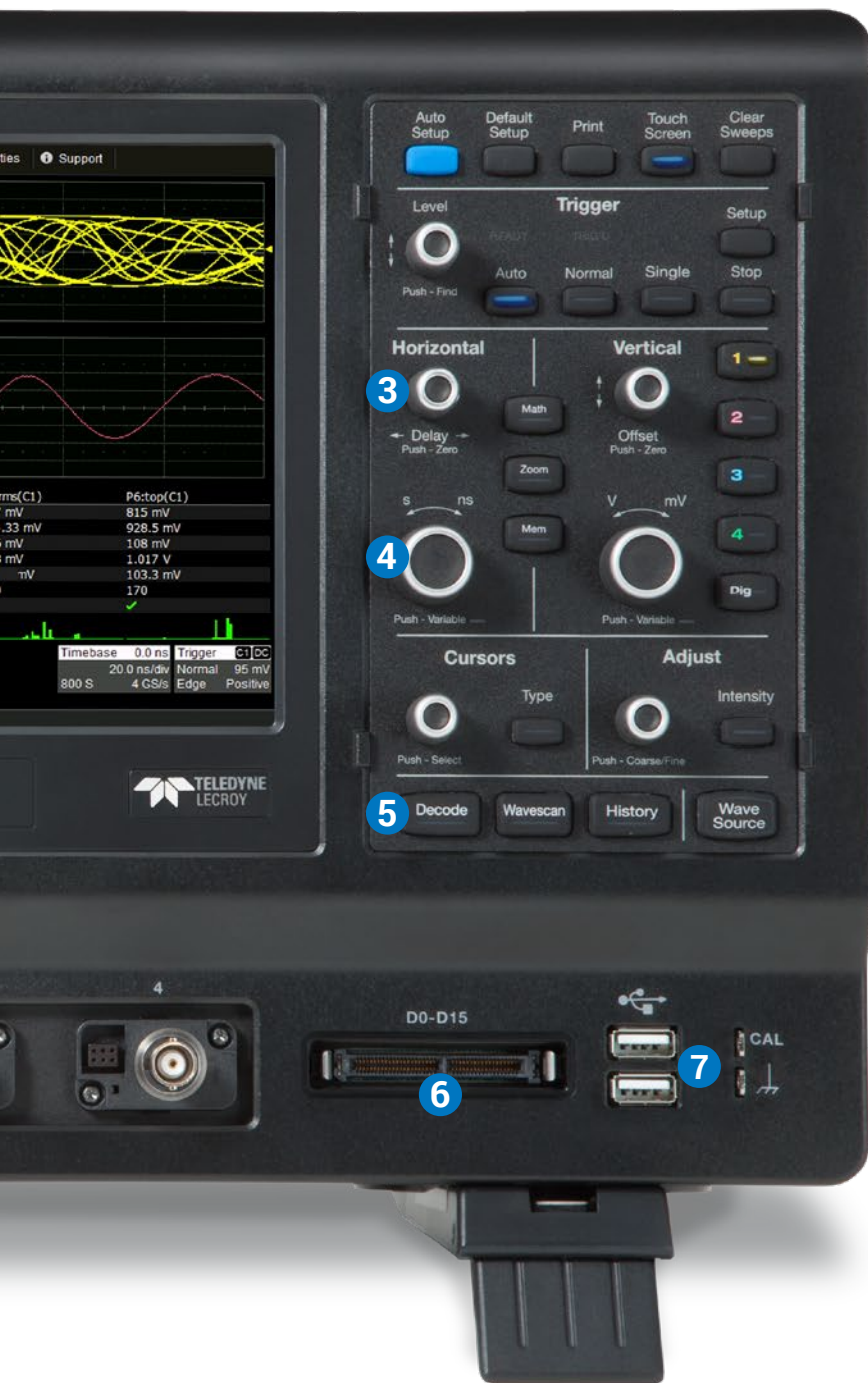 Auto Setup
Default Setup
Print
Touch Screen
Clear Sweeps
ties
Support
Level
Trigger
Setup
READY
TRIG'D
Push - Find
Auto
Normal
Single
Stop
Horizontal
Vertical
1
3
Math
2
← Delay →
Push - Zero
Offset
Push - Zero
Zoom
3
s ns
V mV
Mem
4
4
Dig
Push - Variable
Push - Variable
rms(C1) P6:top(C1)
mV 815 mV
.33 mV 928.5 mV
mV 108 mV
mV 1.017 V
mV 103.3 mV
170
Timebase 0.0 ns
20.0 ns/div
800 S 4 GS/s
Trigger C1 DC
Normal 95 mV
Edge Positive
Cursors
Adjust
Type
Intensity
Push - Select
Push - Coarse/Fine
TELEDYNE
LECROY
5
Decode
Wavescan
History
Wave Source
4
D0-D15
6
7
CAL